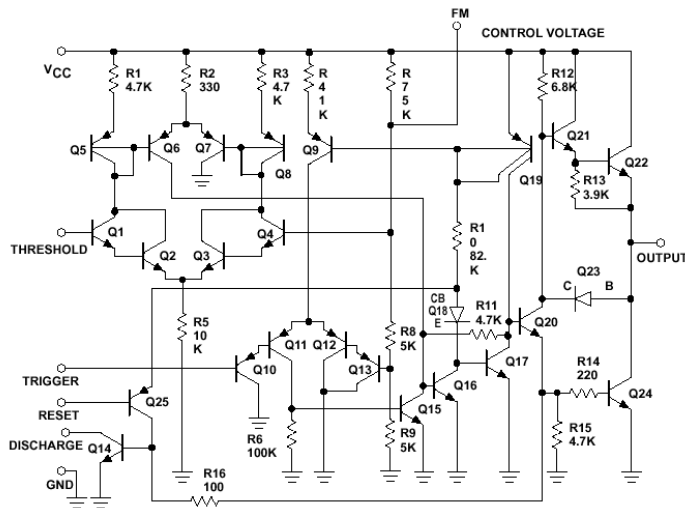 FM
CONTROL VOLTAGE
VCC
R1
4.7K
R2
330
R3
4.7
K
R
4
1
K
R
7
5
K
R12
6.8K
Q5
Q6
Q7
Q8
Q9
Q19
Q21
Q22
R13
3.9K
Q1
Q2
Q3
Q4
THRESHOLD
R1
0
82.
K
OUTPUT
Q23
C
B
CB
Q18
E
R11
4.7K
Q20
R5
10
K
Q11
Q12
R8
5K
Q10
Q13
Q17
TRIGGER
Q16
R14
220
Q24
RESET
Q25
Q15
R6
100K
R9
5K
R15
4.7K
DISCHARGE
Q14
GND
R16
100